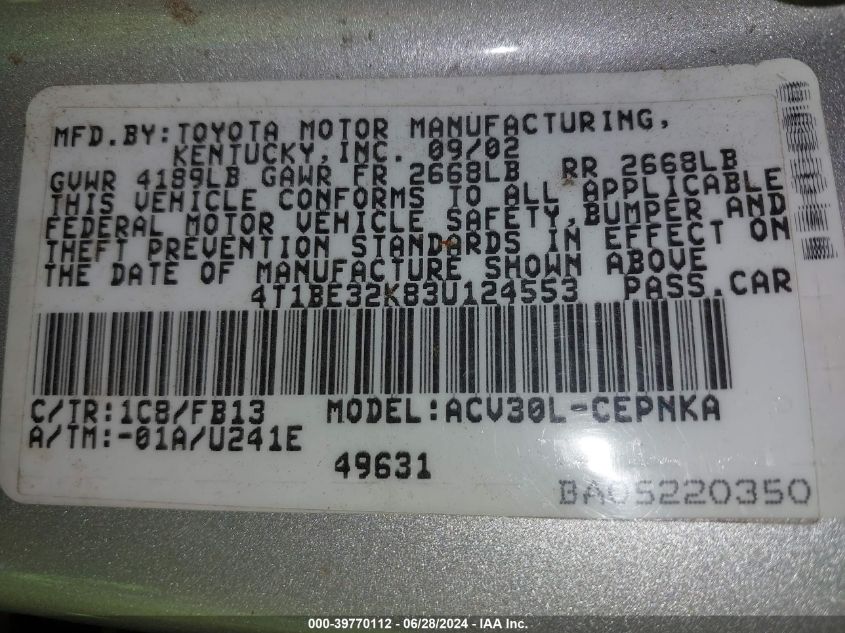 MFD.BY:TOYOTA MOTOR MANUFACTURING,
KENTUCKY,INC. 09/02
GVWR 4189LB GAWR FR 2668LB RR 2668LB
THIS VEHICLE CONFORMS TO ALL APPLICABLE
FEDERAL MOTOR VEHICLE SAFETY,BUMPER AND
THEFT PREVENTION STANDARDS IN EFFECT ON
THE DATE OF MANUFACTURE SHOWN ABOVE
4T1BE32K83U124553 PASS.CAR
C/TR:1C8/FB13 MODEL:ACV30L-CEPNKA
A/TM:-01A/U241E
49631
BA05220350
000-39770112 - 06/28/2024 - IAA Inc.